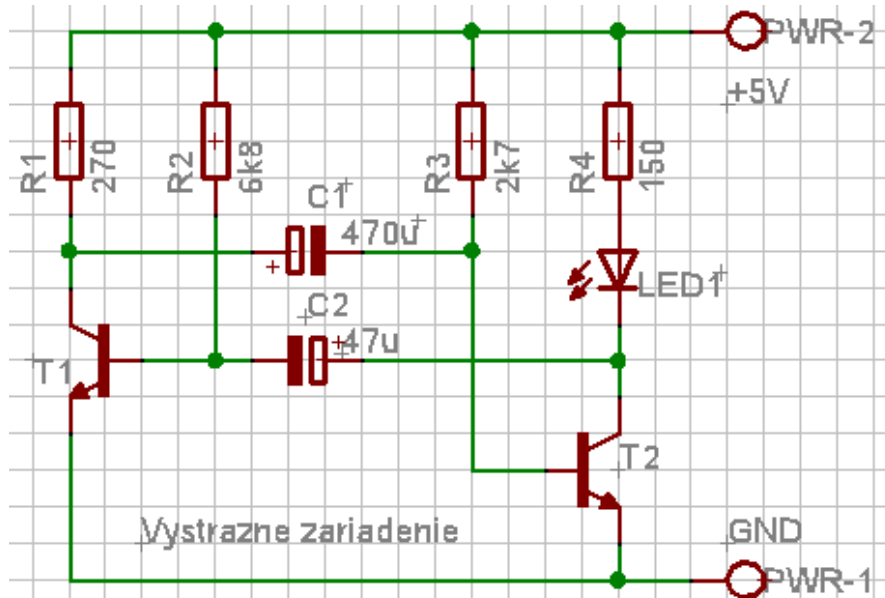 PWR-2
+5V
R1
270
R2
6k8
R3
2k7
R4
150
C1
470u
LED1
C2
47u
T1
T2
Vystrazne zariadenie
GND
PWR-1